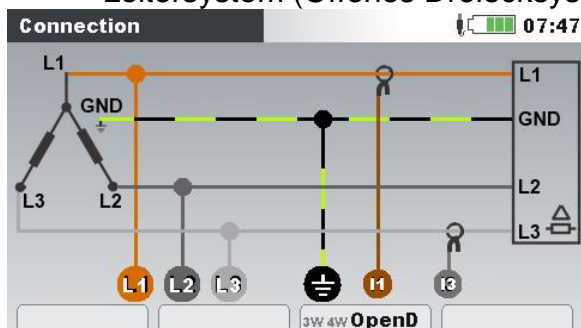 Connection 07:47
L1 L1
GND GND
L3 L2 L2
L3
L1 L2 L3 I1 I3
3W 4W OpenD